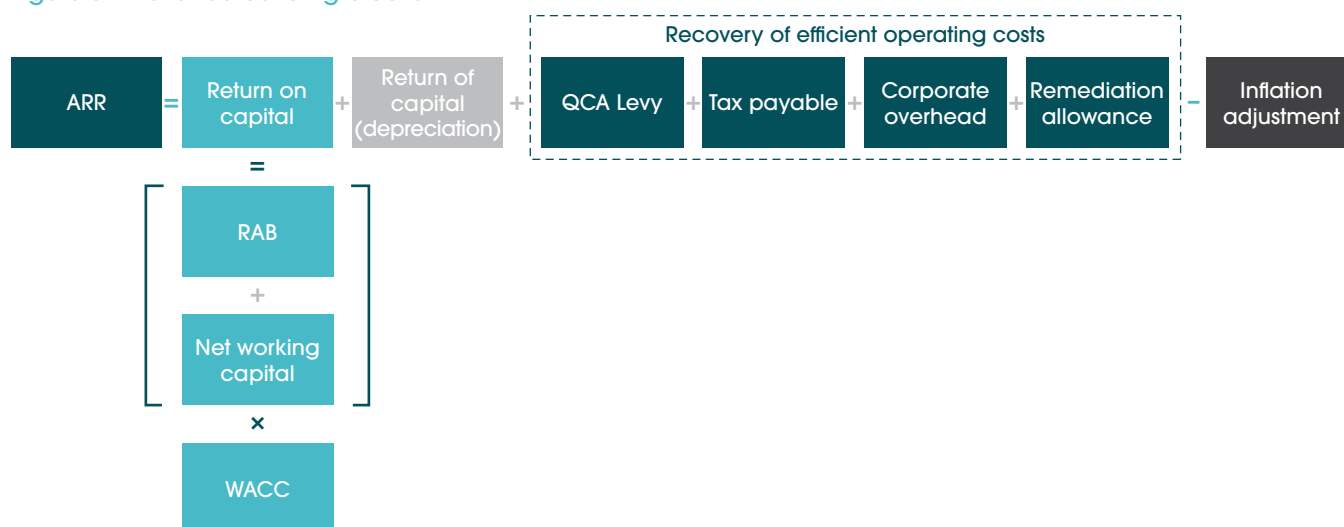 Recovery of efficient operating costs
ARR
=
Return on
capital
+
Return of
capital
(depreciation)
+
QCA Levy
+
Tax payable
+
Corporate
overhead
+
Remediation
allowance
-
Inflation
adjustment
=
RAB
+
Net working
capital
×
WACC